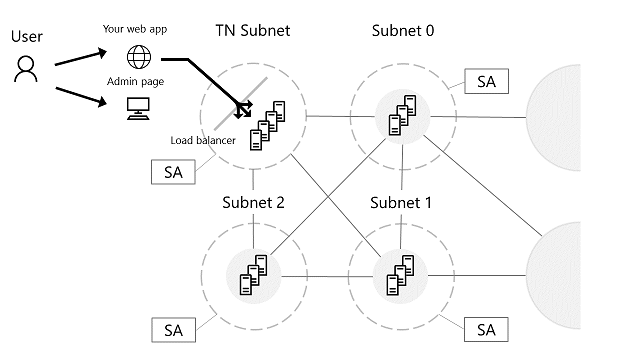 User
Your web app
Admin page
TN Subnet
Subnet 0
SA
Load balancer
SA
Subnet 2
Subnet 1
SA
SA